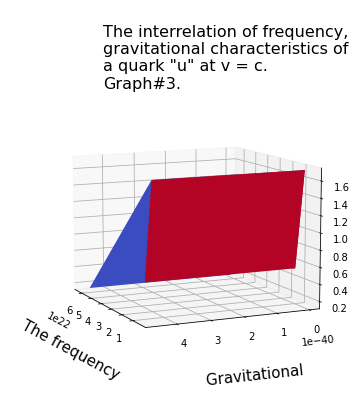 The interrelation of frequency,
gravitational characteristics of
a quark "u" at v = c.
Graph#3.
1.6
1.4
1.2
1.0
0.8
0.6
0.4
0.2
6 5 4 3 2 1
1e22
The frequency
4 3 2 1 0
1e−40
Gravitational